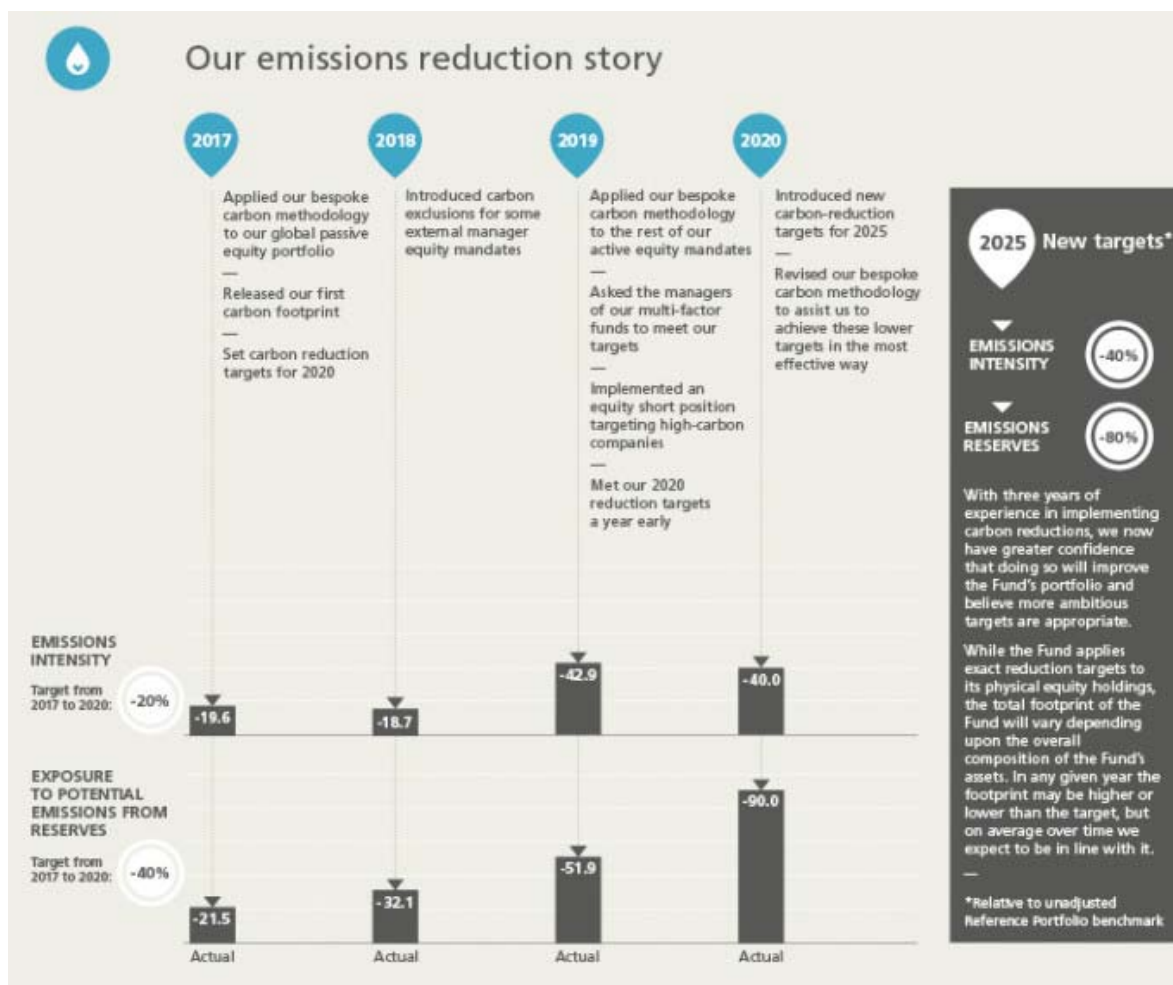 Our emissions reduction story
2017
Applied our bespoke
carbon methodology
to our global passive
equity portfolio
—
Released our first
carbon footprint
—
Set carbon reduction
targets for 2020
2018
Introduced carbon
exclusions for some
external manager
equity mandates
2019
Applied our bespoke
carbon methodology
to the rest of our
active equity mandates
—
Asked the managers
of our multi-factor
funds to meet our
targets
—
Implemented an
equity short position
targeting high-carbon
companies
—
Met our 2020
reduction targets
a year early
2020
Introduced new
carbon-reduction
targets for 2025
—
Revised our bespoke
carbon methodology
to assist us to
achieve these lower
targets in the most
effective way
EMISSIONS
INTENSITY
Target from
2017 to 2020:
-20%
-19.6
-18.7
-42.9
-40.0
EXPOSURE
TO POTENTIAL
EMISSIONS FROM
RESERVES
Target from
2017 to 2020:
-40%
-21.5
-32.1
-51.9
-90.0
Actual
Actual
Actual
Actual
2025 New targets*
EMISSIONS
INTENSITY
-40%
EMISSIONS
RESERVES
-80%
With three years of
experience in implementing
carbon reductions, we now
have greater confidence
that doing so will improve
the Fund's portfolio and
believe more ambitious
targets are appropriate.
While the Fund applies
exact reduction targets to
its physical equity holdings,
the total footprint of the
Fund will vary depending
upon the overall
composition of the Fund's
assets. In any given year the
footprint may be higher or
lower than the target, but
on average over time we
expect to be in line with it.
—
*Relative to unadjusted
Reference Portfolio benchmark